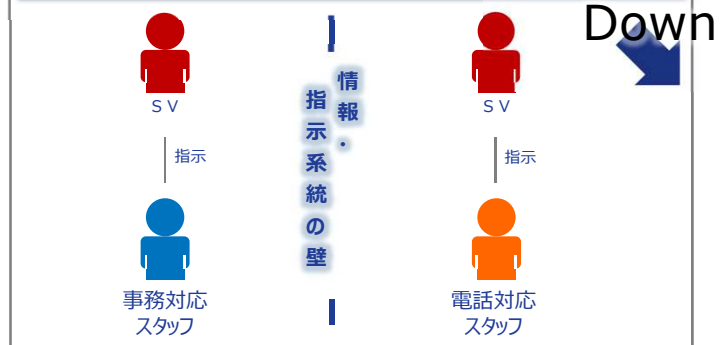 Down
SV
SV
情報・
指示系統の壁
指示
指示
事務対応
スタッフ
電話対応
スタッフ